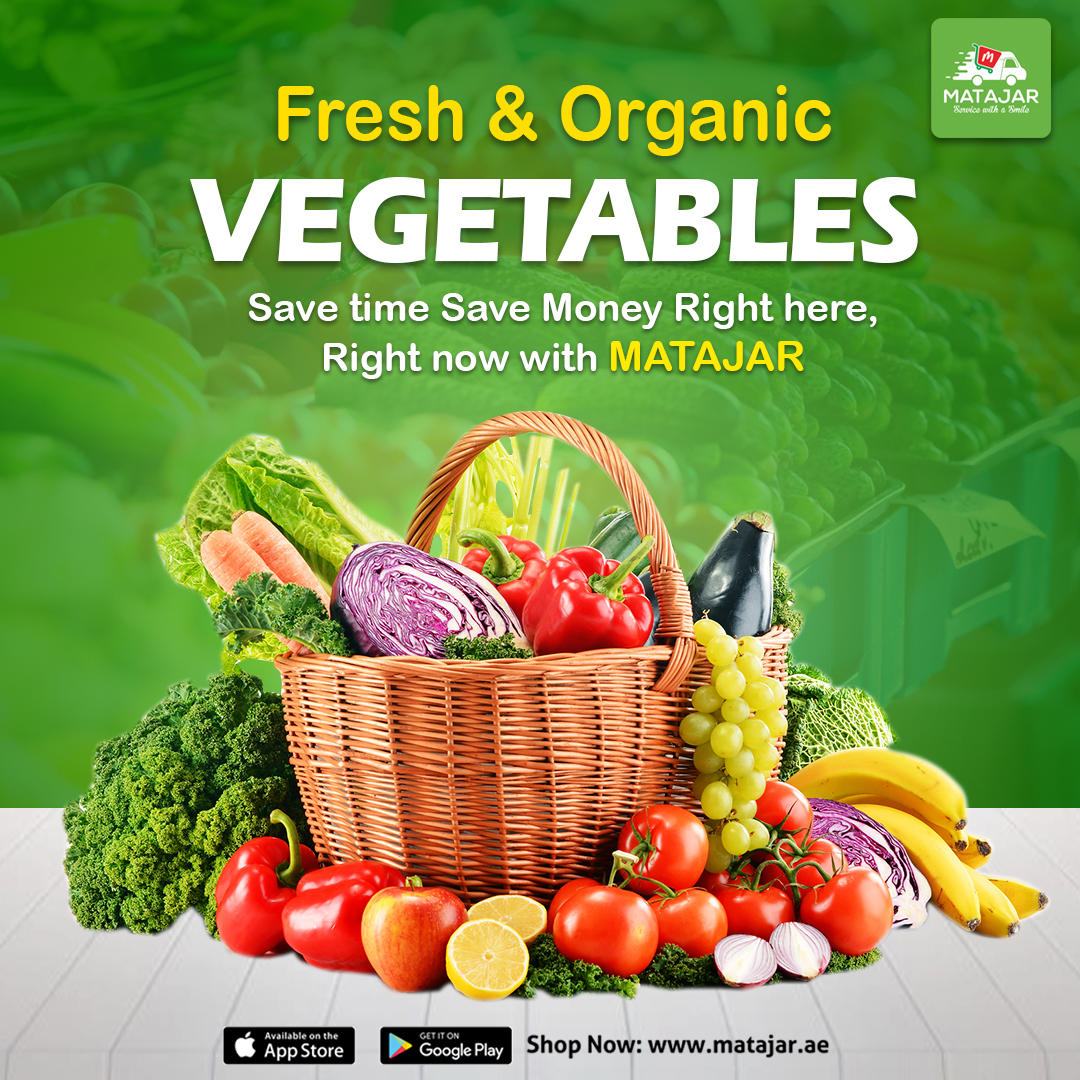 MATAJAR
Service with a Smile
Fresh & Organic
VEGETABLES
Save time Save Money Right here,
Right now with MATAJAR
Available on the
App Store
GET IT ON
Google Play
Shop Now: www.matajar.ae